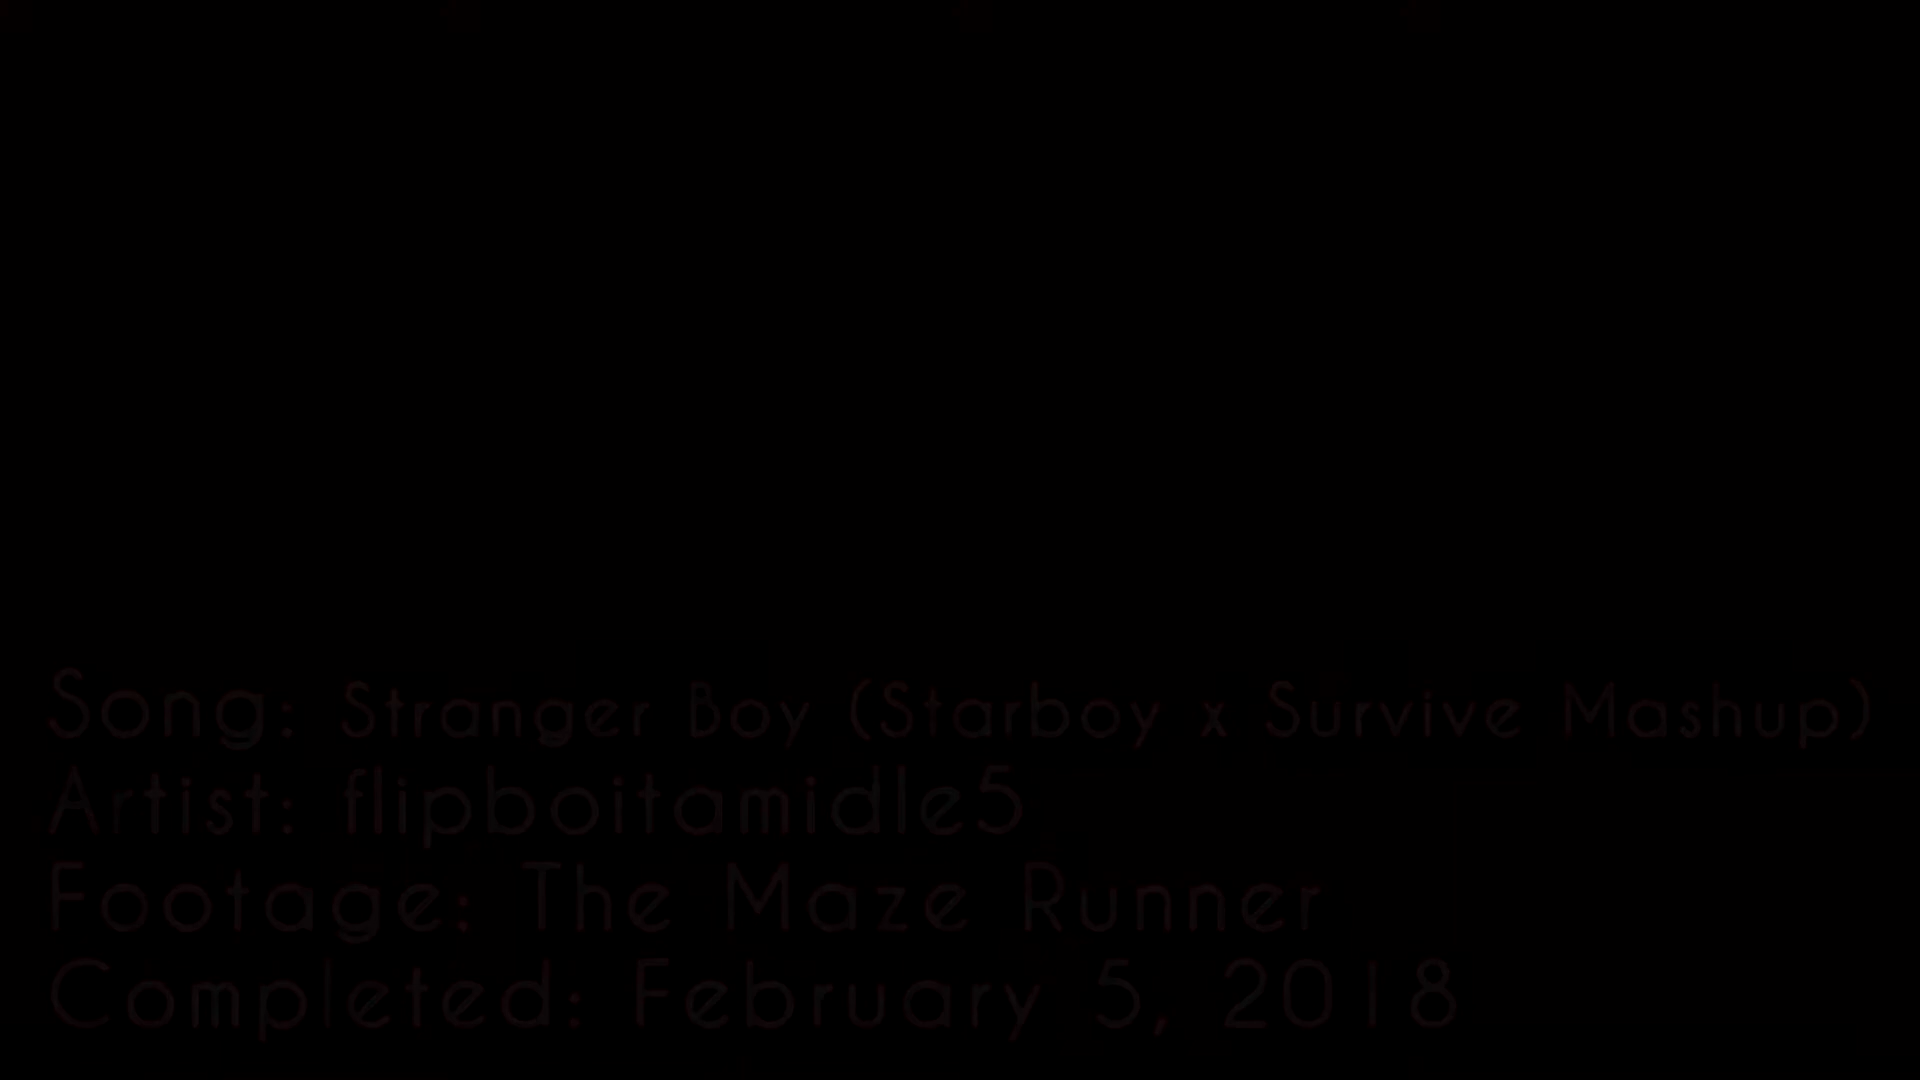 Song: Stranger Boy (Starboy x Survive Mashup)
Artist: flipboitamidle5
Footage: The Maze Runner
Completed: February 5, 2018